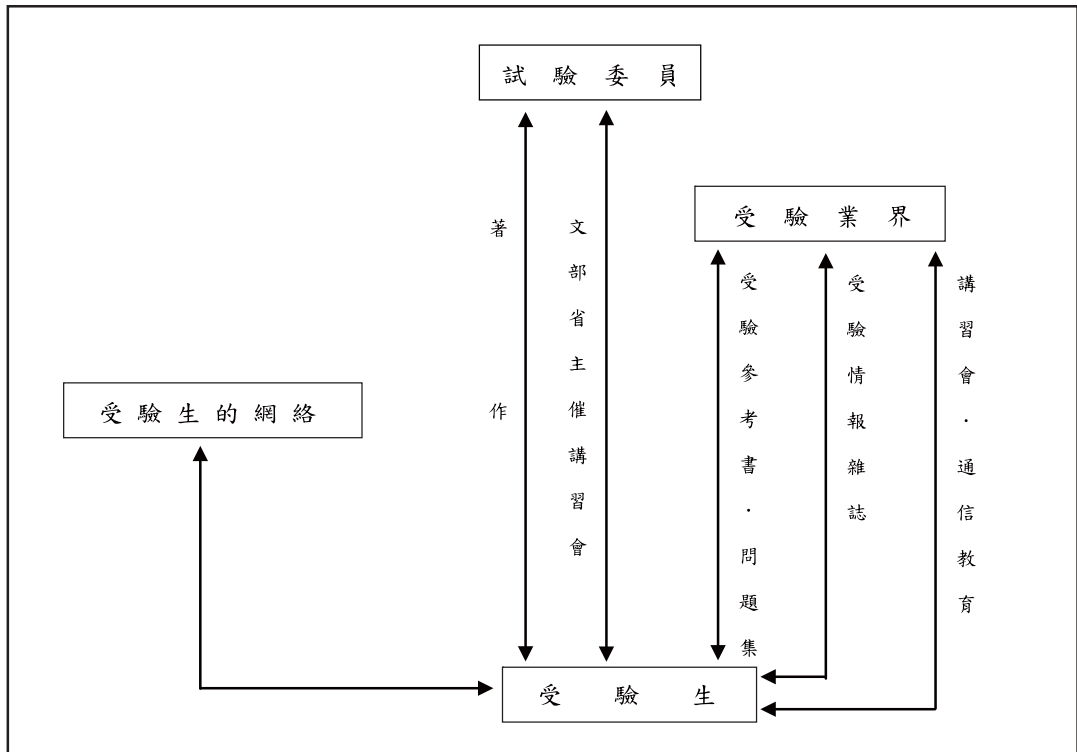 試驗委員
受驗業界
著作
文部省主催講習會
受驗參考書・問題集
受驗情報雜誌
講習會・通信教育
受驗生的網絡
受驗生